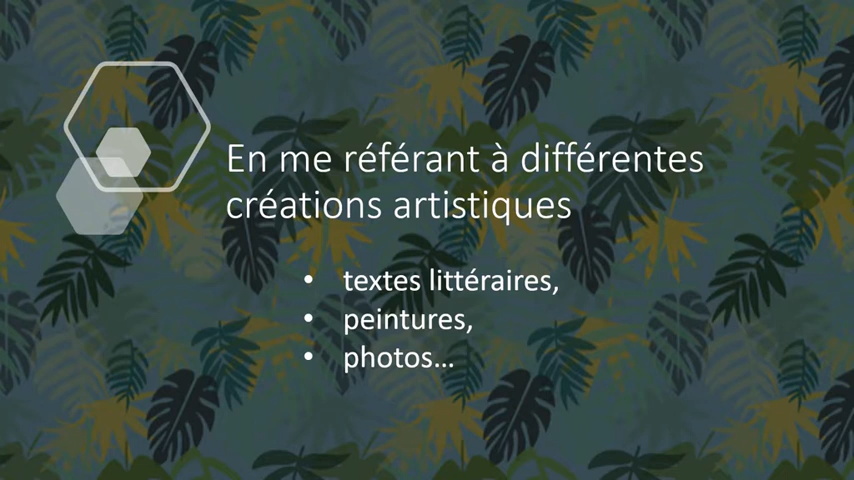 En me référant à différentes
créations artistiques
• textes littéraires,
• peintures,
• photos…